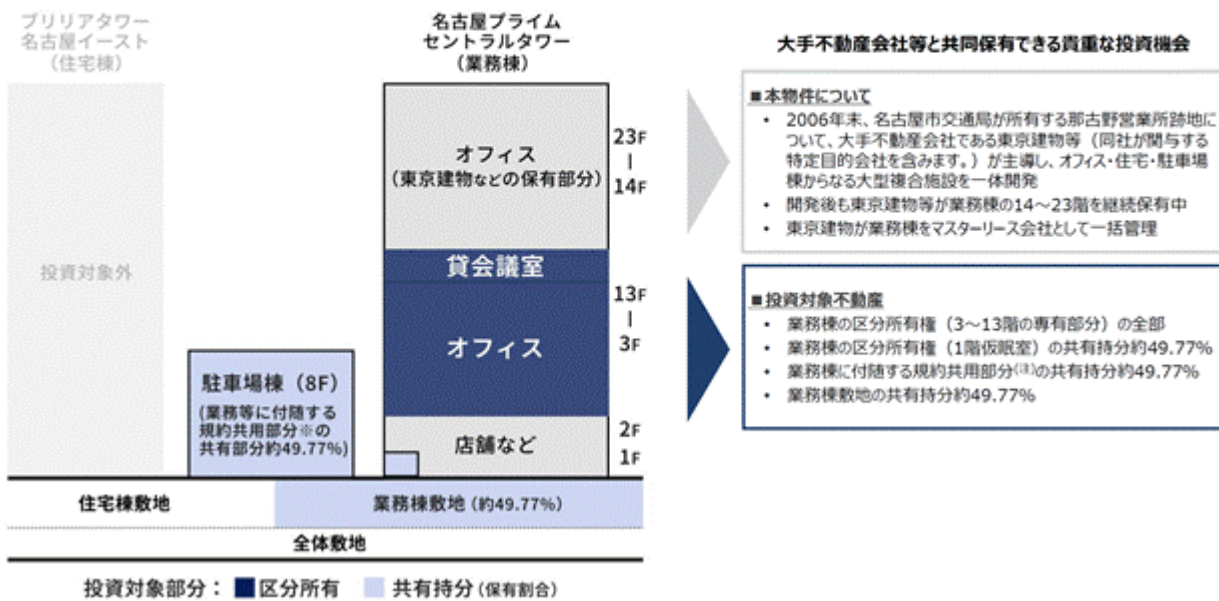 ブリリアタワー
名古屋イースト
(住宅棟)
投資対象外
名古屋プライム
セントラルタワー
(業務棟)
オフィス
(東京建物などの保有部分)
23F
|
14F
貸会議室
オフィス
13F
|
3F
店舗など
2F
1F
駐車場棟(8F)
(業務等に付随する
規約共用部分※の
共有部分約49.77%)
住宅棟敷地
業務棟敷地(約49.77%)
全体敷地
投資対象部分: 区分所有 共有持分(保有割合)
大手不動産会社等と共同保有できる貴重な投資機会
■本物件について
• 2006年末、名古屋市交通局が所有する那古野営業所跡地に
ついて、大手不動産会社である東京建物等(同社が関与する
特定目的会社を含みます。)が主導し、オフィス・住宅・駐車場
棟からなる大型複合施設を一体開発
• 開発後も東京建物等が業務棟の14~23階を継続保有中
• 東京建物が業務棟をマスターリース会社として一括管理
■投資対象不動産
• 業務棟の区分所有権(3~13階の専有部分)の全部
• 業務棟の区分所有権(1階仮眠室)の共有持分約49.77%
• 業務棟に付随する規約共用部分(注)の共有持分約49.77%
• 業務棟敷地の共有持分約49.77%